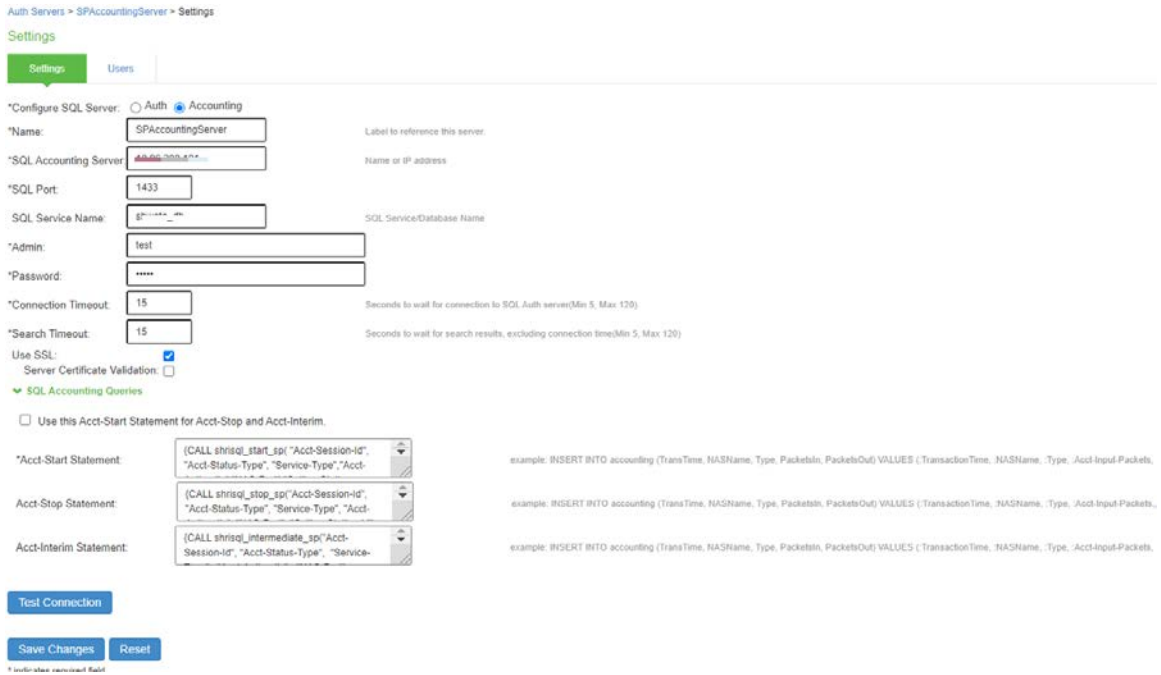 Auth Servers > SPAccountingServer > Settings
Settings
Settings Users
*Configure SQL Server: Auth Accounting
*Name: SPAccountingServer Label to reference this server.
*SQL Accounting Server: Name or IP address
*SQL Port: 1433
SQL Service Name: SQL Service/Database Name
*Admin: test
*Password: •••••
*Connection Timeout: 15 Seconds to wait for connection to SQL Auth server(Min 5, Max 120)
*Search Timeout: 15 Seconds to wait for search results, excluding connection time(Min 5, Max 120)
Use SSL:
Server Certificate Validation:
SQL Accounting Queries
Use this Acct-Start Statement for Acct-Stop and Acct-Interim.
*Acct-Start Statement: {CALL shrisql_start_sp( "Acct-Session-Id", example: INSERT INTO accounting (TransTime, NASName, Type, PacketsIn, PacketsOut) VALUES (:TransactionTime, :NASName, :Type, :Acct-Input-Packets,
"Acct-Status-Type", "Service-Type","Acct-
Acct-Stop Statement: {CALL shrisql_stop_sp("Acct-Session-Id", example: INSERT INTO accounting (TransTime, NASName, Type, PacketsIn, PacketsOut) VALUES (:TransactionTime, :NASName, :Type, :Acct-Input-Packets,
"Acct-Status-Type", "Service-Type", "Acct-
Acct-Interim Statement: {CALL shrisql_intermediate_sp("Acct- example: INSERT INTO accounting (TransTime, NASName, Type, PacketsIn, PacketsOut) VALUES (:TransactionTime, :NASName, :Type, :Acct-Input-Packets,
Session-Id", "Acct-Status-Type", "Service-
Test Connection
Save Changes Reset
* indicates required field